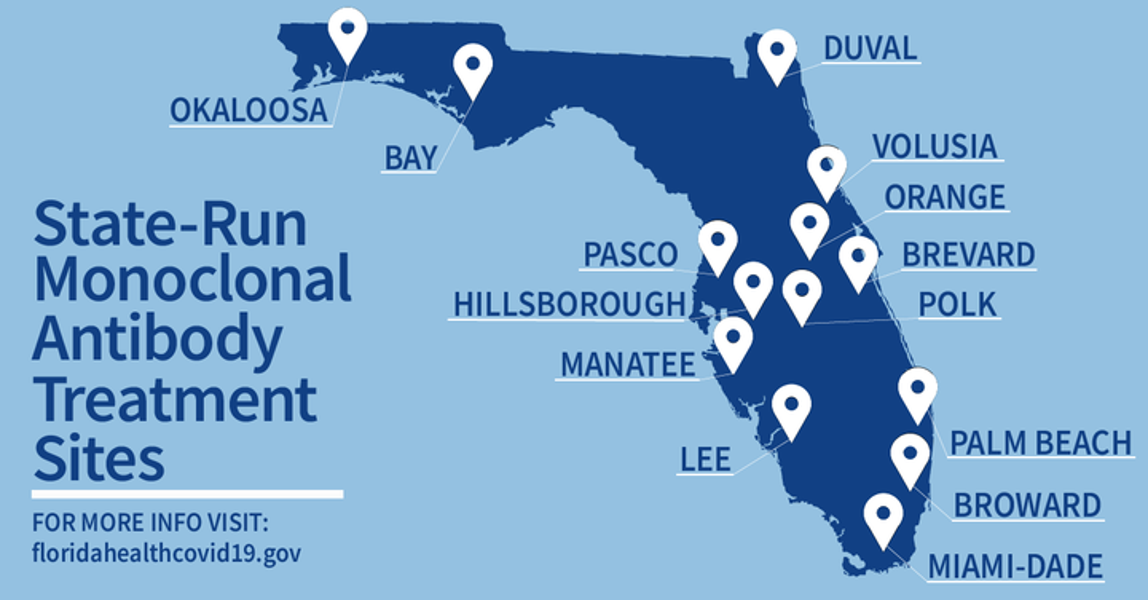 State-Run
Monoclonal
Antibody
Treatment
Sites
FOR MORE INFO VISIT:
floridahealthcovid19.gov
OKALOOSA
BAY
DUVAL
VOLUSIA
ORANGE
PASCO
BREVARD
HILLSBOROUGH
POLK
MANATEE
LEE
PALM BEACH
BROWARD
MIAMI-DADE